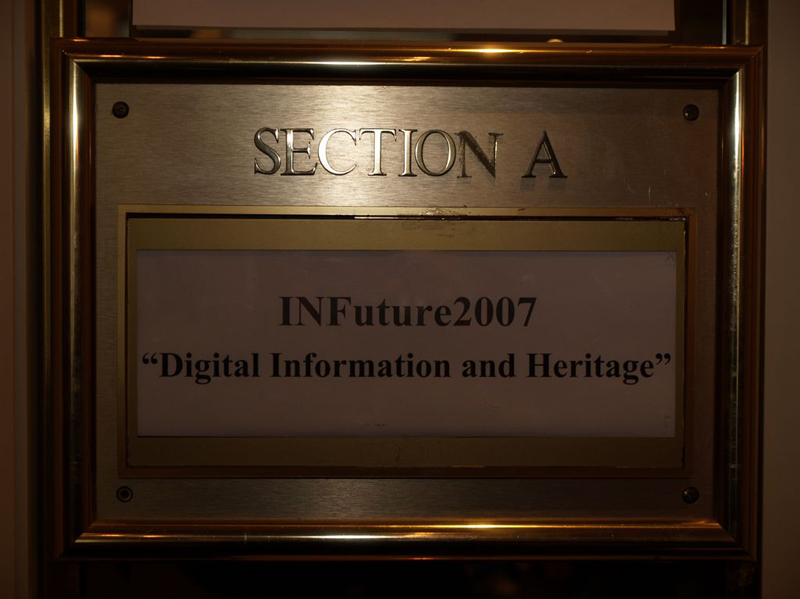 SECTION A
INFuture2007
“Digital Information and Heritage”